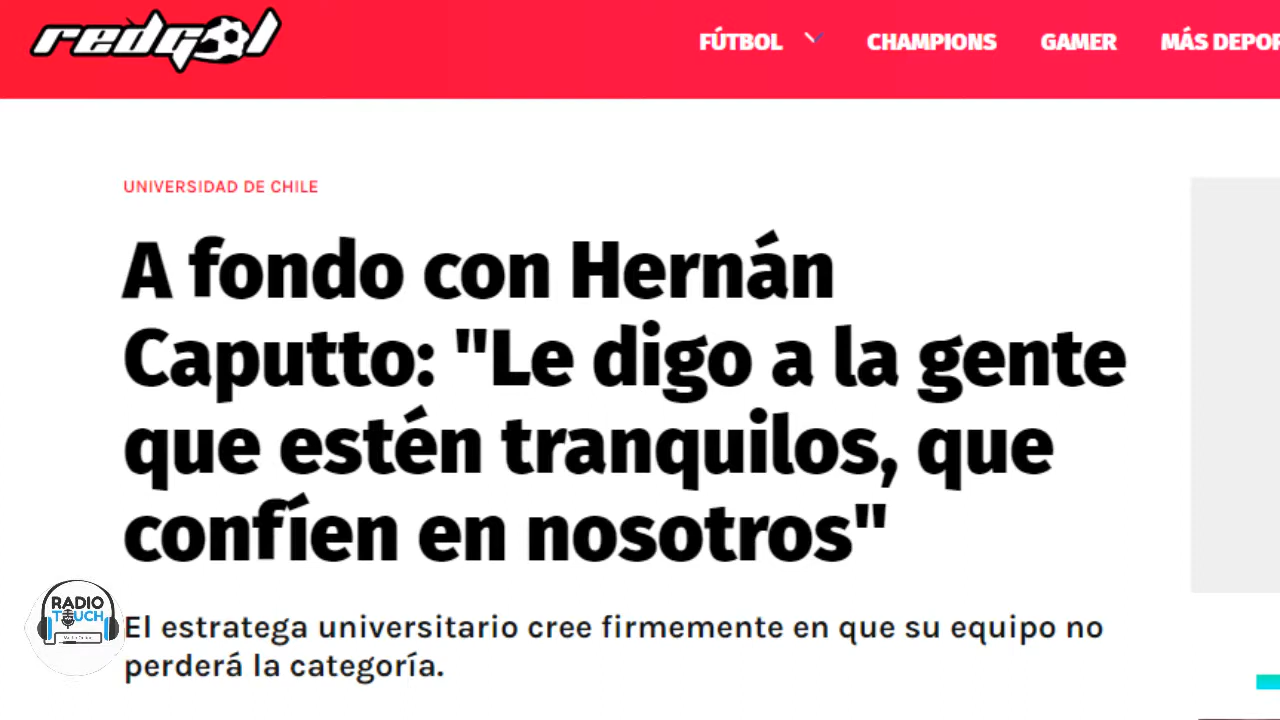 redgol
FÚTBOL CHAMPIONS GAMER MÁS DEPOR
UNIVERSIDAD DE CHILE
A fondo con Hernán
Caputto: "Le digo a la gente
que estén tranquilos, que
confíen en nosotros"
RADIO
TOUCH
El estratega universitario cree firmemente en que su equipo no
perderá la categoría.